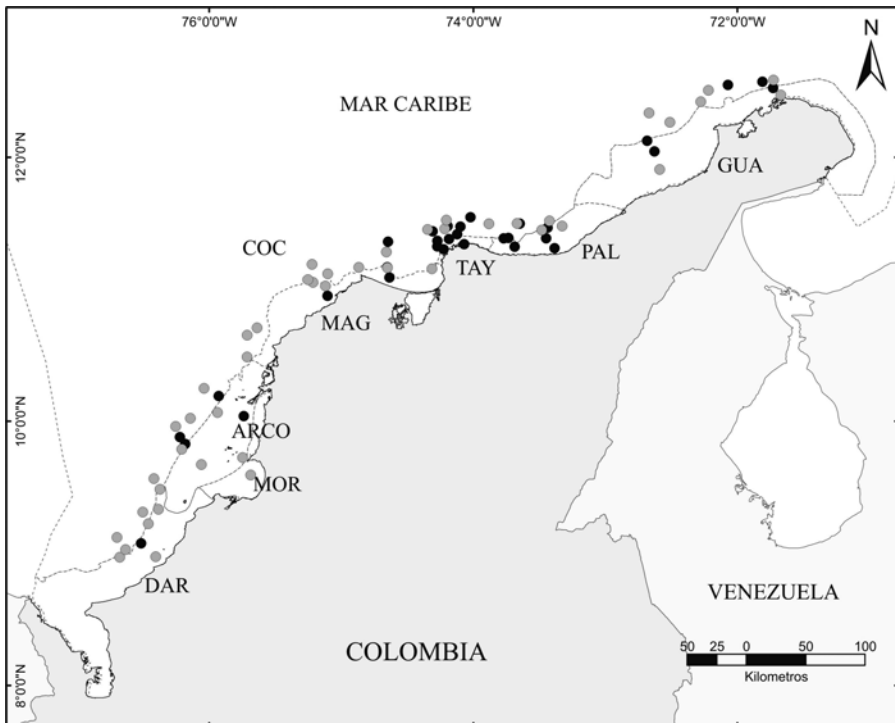 76°0'0"W 74°0'0"W 72°0'0"W
N
MAR CARIBE
12°0'0"N
GUA
COC
TAY
PAL
MAG
10°0'0"N
ARCO
MOR
DAR
VENEZUELA
COLOMBIA
50 25 0 50 100
Kilometros
8°0'0"N